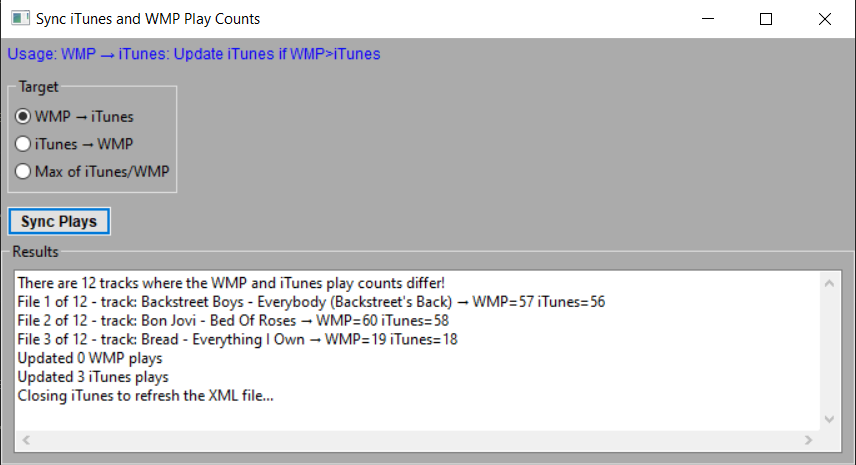 Sync iTunes and WMP Play Counts
Usage: WMP → iTunes: Update iTunes if WMP>iTunes
Target
WMP → iTunes
iTunes → WMP
Max of iTunes/WMP
Sync Plays
Results
There are 12 tracks where the WMP and iTunes play counts differ!
File 1 of 12 - track: Backstreet Boys - Everybody (Backstreet's Back) → WMP=57 iTunes=56
File 2 of 12 - track: Bon Jovi - Bed Of Roses → WMP=60 iTunes=58
File 3 of 12 - track: Bread - Everything I Own → WMP=19 iTunes=18
Updated 0 WMP plays
Updated 3 iTunes plays
Closing iTunes to refresh the XML file...